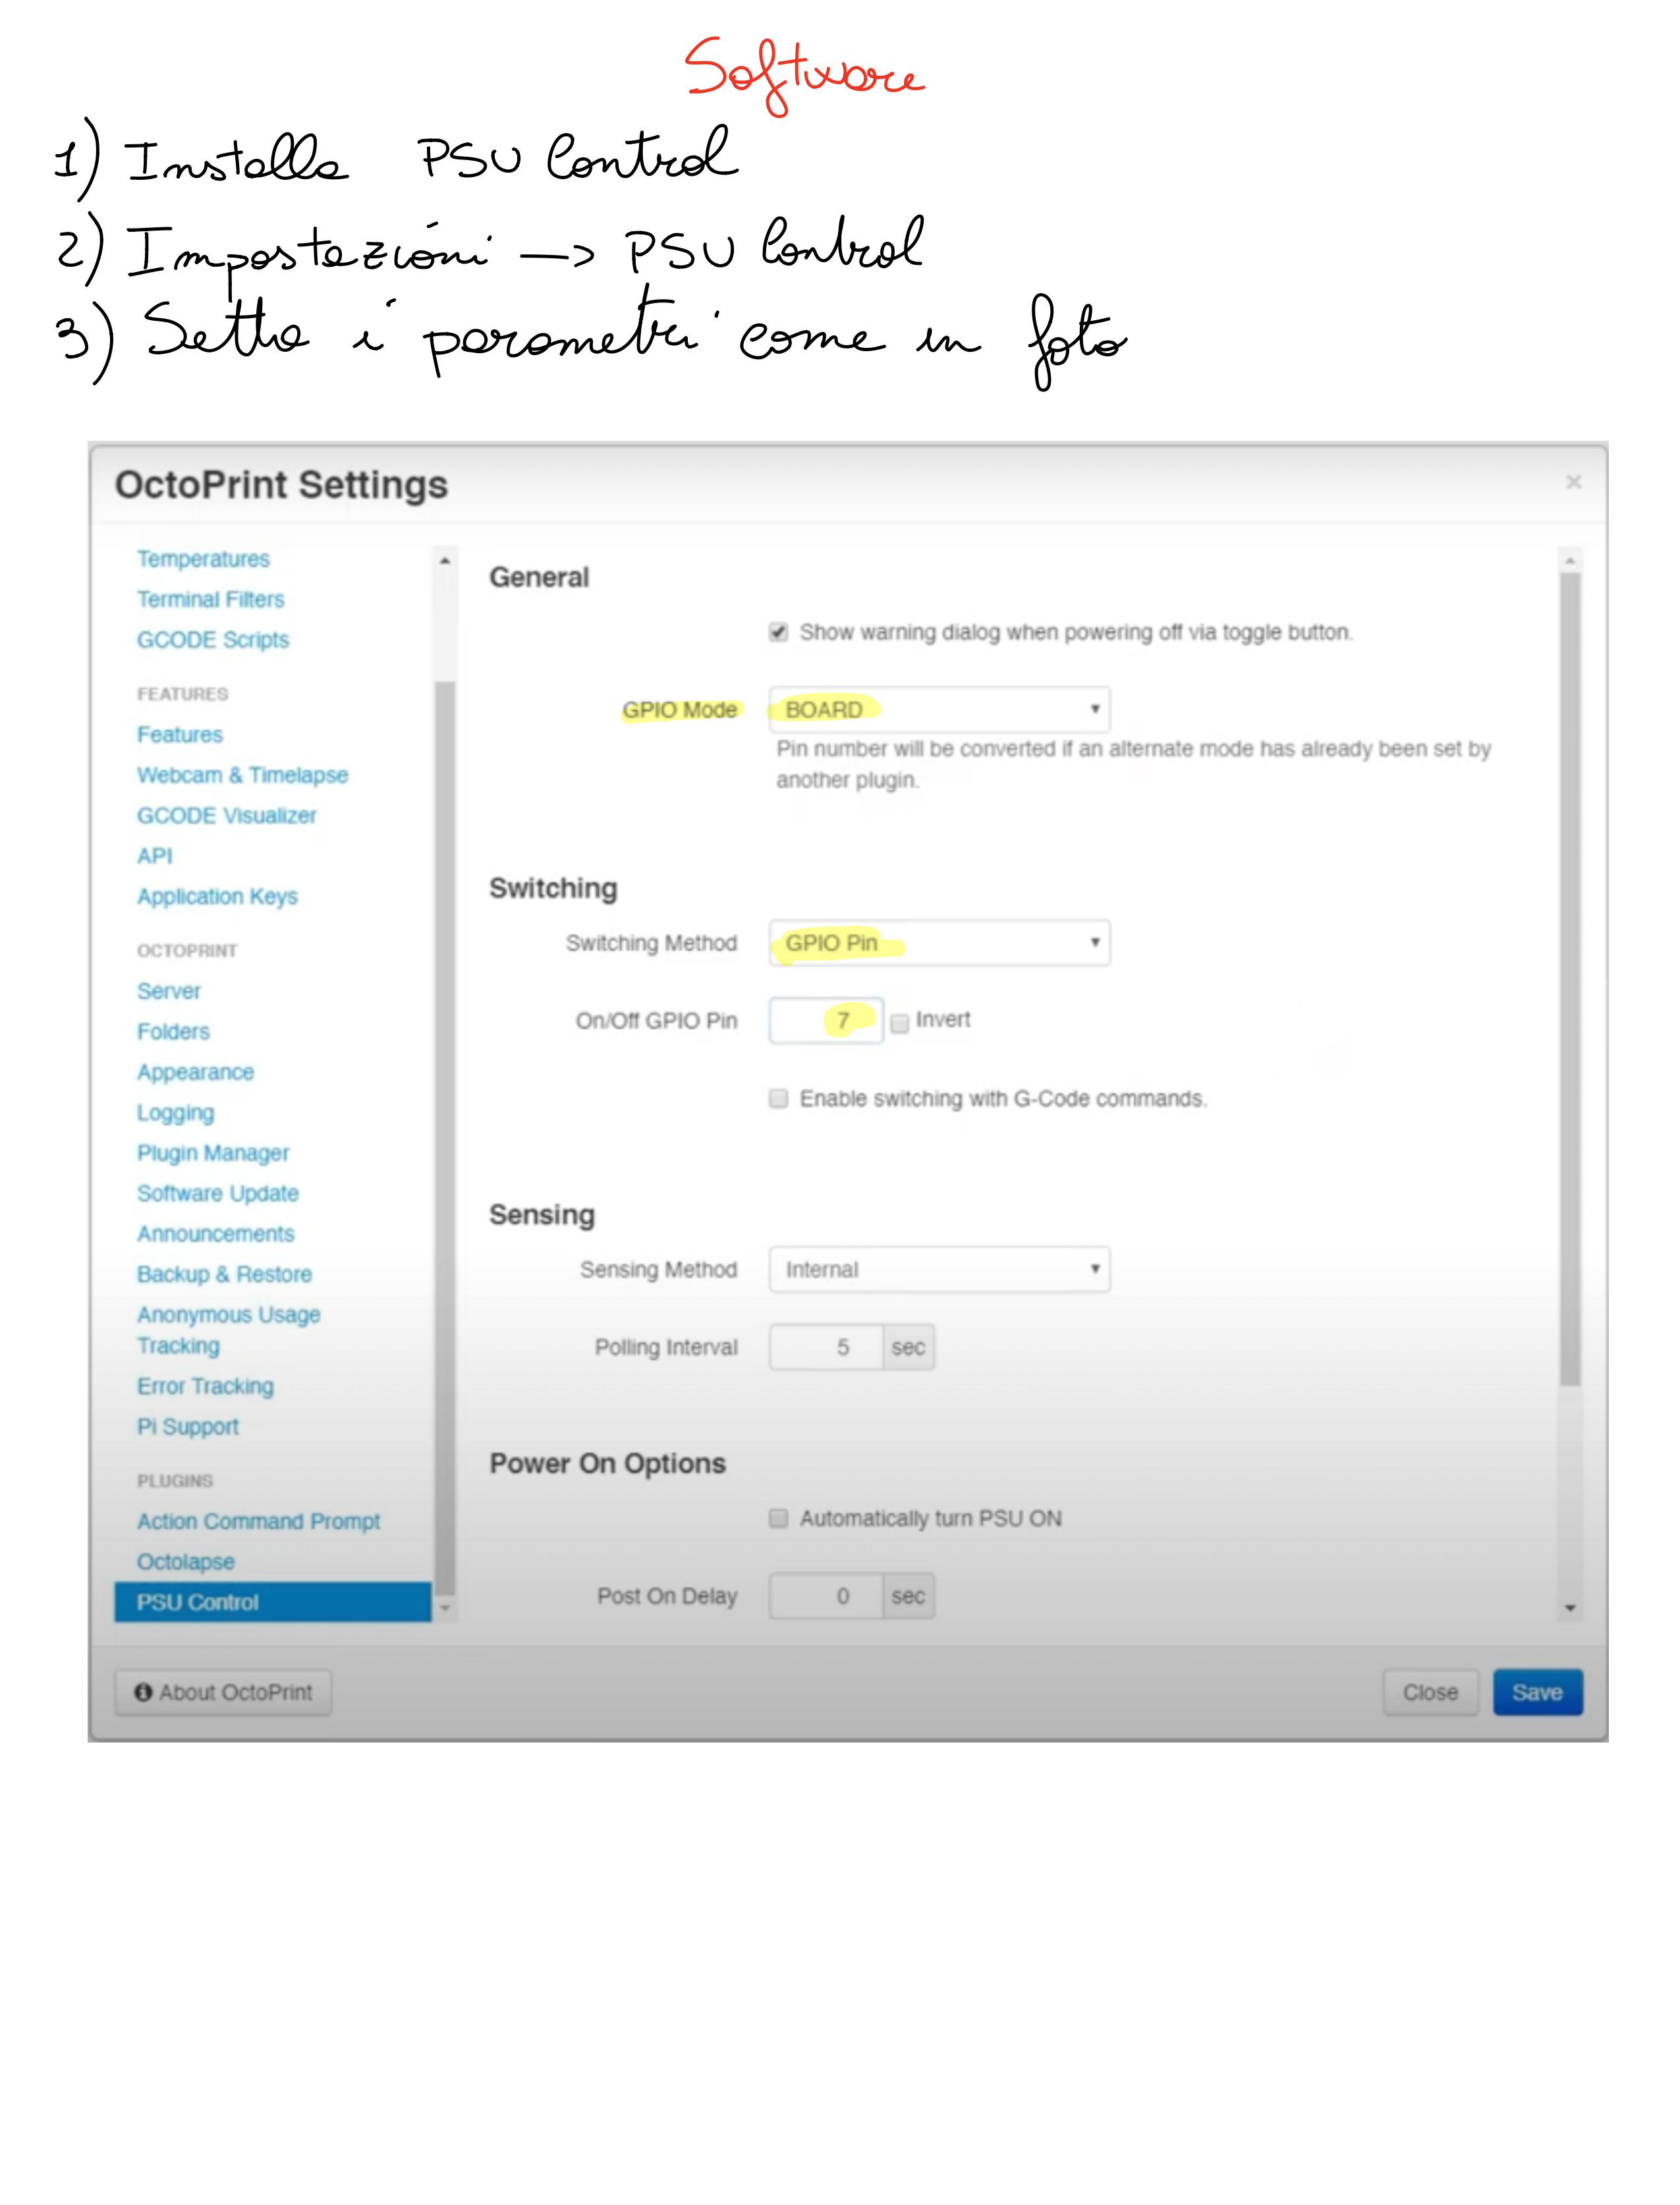 Software
1) Installa PSU Control
2) Impostazioni -> PSU Control
3) Setta i parametri come in foto
OctoPrint Settings
×
Temperatures
Terminal Filters
GCODE Scripts
FEATURES
Features
Webcam & Timelapse
GCODE Visualizer
API
Application Keys
OCTOPRINT
Server
Folders
Appearance
Logging
Plugin Manager
Software Update
Announcements
Backup & Restore
Anonymous Usage
Tracking
Error Tracking
Pi Support
PLUGINS
Action Command Prompt
Octolapse
PSU Control
General
Show warning dialog when powering off via toggle button.
GPIO Mode BOARD
Pin number will be converted if an alternate mode has already been set by
another plugin.
Switching
Switching Method GPIO Pin
On/Off GPIO Pin 7 Invert
Enable switching with G-Code commands.
Sensing
Sensing Method Internal
Polling Interval 5 sec
Power On Options
Automatically turn PSU ON
Post On Delay 0 sec
About OctoPrint Close Save